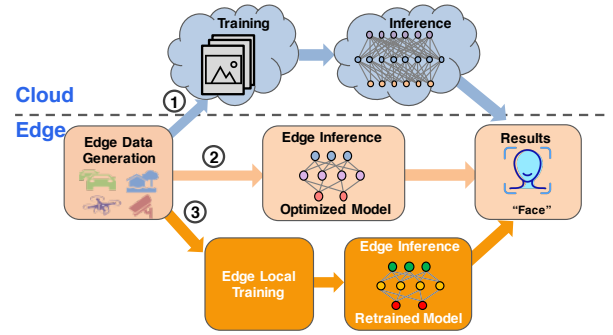 Training
Inference
Cloud
1
Edge
Edge Data
Generation
2
Edge Inference
Optimized Model
Results
“Face”
3
Edge Local
Training
Edge Inference
Retrained Model